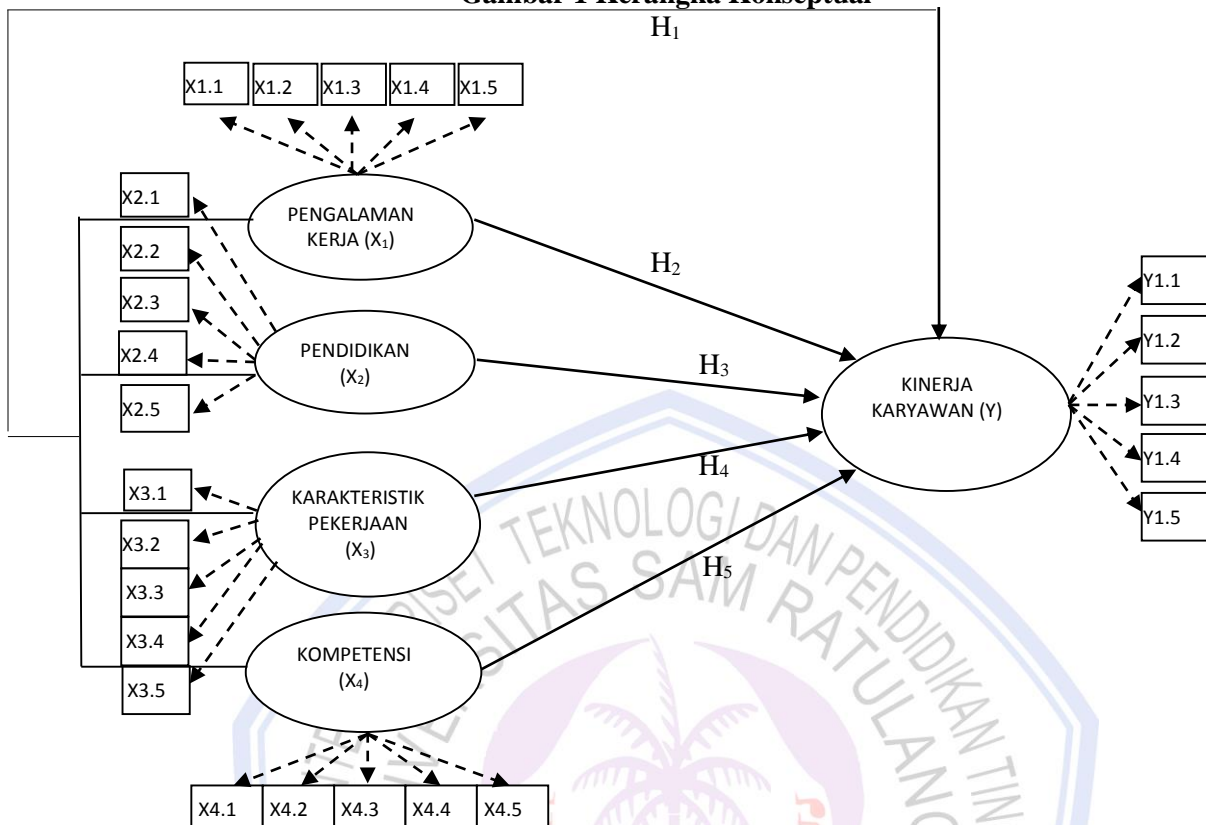 Gambar 1 Kerangka Konseptual
H1
X1.1 X1.2 X1.3 X1.4 X1.5
X2.1
X2.2
X2.3
X2.4
X2.5
PENGALAMAN
KERJA (X1)
H2
PENDIDIKAN
(X2)
H3
KINERJA
KARYAWAN (Y)
Y1.1
Y1.2
Y1.3
Y1.4
Y1.5
X3.1
X3.2
X3.3
X3.4
X3.5
KARAKTERISTIK
PEKERJAAN
(X3)
H4
KOMPETENSI
(X4)
H5
X4.1 X4.2 X4.3 X4.4 X4.5
RISET TEKNOLOGI DAN PENDIDIKAN
SAM RATULANG